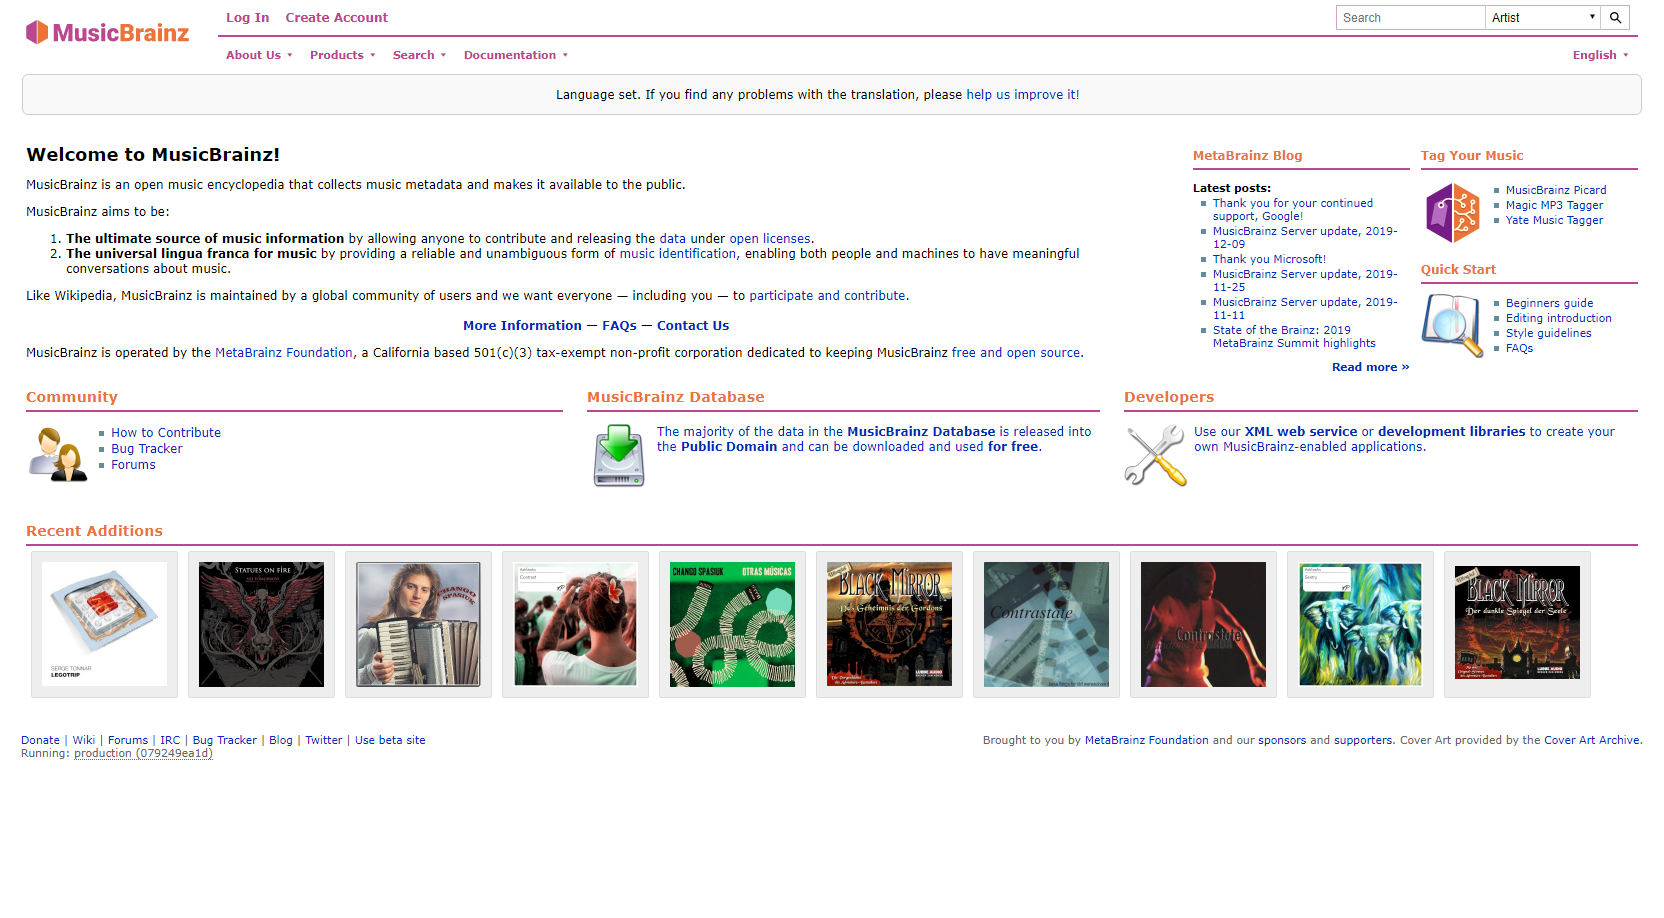 MusicBrainz
Log In Create Account
Search Artist
About Us Products Search Documentation English
Language set. If you find any problems with the translation, please help us improve it!
Welcome to MusicBrainz!
MusicBrainz is an open music encyclopedia that collects music metadata and makes it available to the public.
MusicBrainz aims to be:
1. The ultimate source of music information by allowing anyone to contribute and releasing the data under open licenses.
2. The universal lingua franca for music by providing a reliable and unambiguous form of music identification, enabling both people and machines to have meaningful
conversations about music.
Like Wikipedia, MusicBrainz is maintained by a global community of users and we want everyone — including you — to participate and contribute.
More Information — FAQs — Contact Us
MusicBrainz is operated by the MetaBrainz Foundation, a California based 501(c)(3) tax-exempt non-profit corporation dedicated to keeping MusicBrainz free and open source.
MetaBrainz Blog
Latest posts:
Thank you for your continued
support, Google!
MusicBrainz Server update, 2019-
12-09
Thank you Microsoft!
MusicBrainz Server update, 2019-
11-25
MusicBrainz Server update, 2019-
11-11
State of the Brainz: 2019
MetaBrainz Summit highlights
Read more »
Tag Your Music
MusicBrainz Picard
Magic MP3 Tagger
Yate Music Tagger
Quick Start
Beginners guide
Editing introduction
Style guidelines
FAQs
Community
How to Contribute
Bug Tracker
Forums
MusicBrainz Database
The majority of the data in the MusicBrainz Database is released into
the Public Domain and can be downloaded and used for free.
Developers
Use our XML web service or development libraries to create your
own MusicBrainz-enabled applications.
Recent Additions
SERGE TONNAR
LEGOTRIP
STATUES ON FIRE
CHANGO
SPASIUK
Contrast
CHANGO SPASIUK OTRAS MÚSICAS
BLACK MIRROR
Das Geheimnis der Gordons
LUBBE AUDIO
Contrastate
Contrastate
BLACK MIRROR
Der dunkle Spiegel der Seele
LUBBE AUDIO
Donate | Wiki | Forums | IRC | Bug Tracker | Blog | Twitter | Use beta site
Running: production (079249ea1d)
Brought to you by MetaBrainz Foundation and our sponsors and supporters. Cover Art provided by the Cover Art Archive.